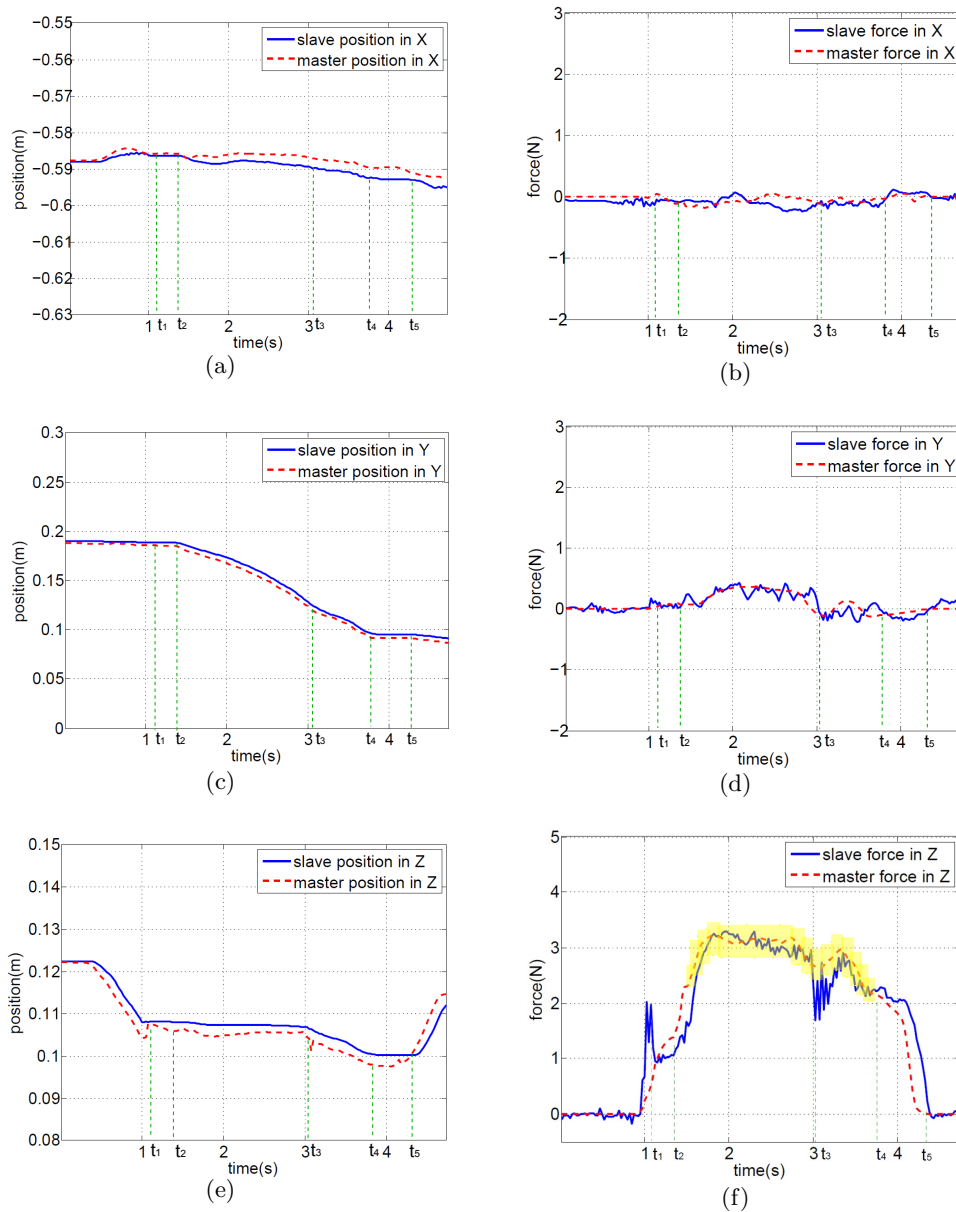 −0.55
−0.56
−0.57
−0.58
−0.59
−0.6
−0.61
−0.62
−0.63
position(m)
slave position in X
master position in X
1 t1 t2 2 3 t3 t4 4 t5
time(s)
(a)
3
2
1
0
−1
−2
force(N)
slave force in X
master force in X
1 t1 t2 2 3 t3 t4 4 t5
time(s)
(b)
0.3
0.25
0.2
0.15
0.1
0.05
0
position(m)
slave position in Y
master position in Y
1 t1 t2 2 3 t3 t4 4 t5
time(s)
(c)
3
2
1
0
−1
−2
force(N)
slave force in Y
master force in Y
1 t1 t2 2 3 t3 t4 4 t5
time(s)
(d)
0.15
0.14
0.13
0.12
0.11
0.1
0.09
0.08
position(m)
slave position in Z
master position in Z
1 t1 t2 2 3 t3 t4 4 t5
time(s)
(e)
5
4
3
2
1
0
force(N)
slave force in Z
master force in Z
1 t1 t2 2 3 t3 t4 4 t5
time(s)
(f)